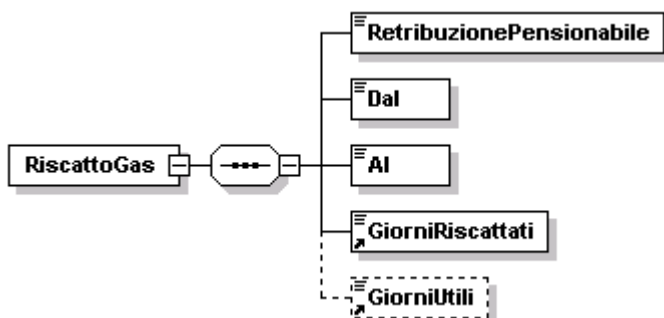 RetribuzionePensionabile
Dal
RiscattoGas
Al
GiorniRiscattati
GiorniUtili